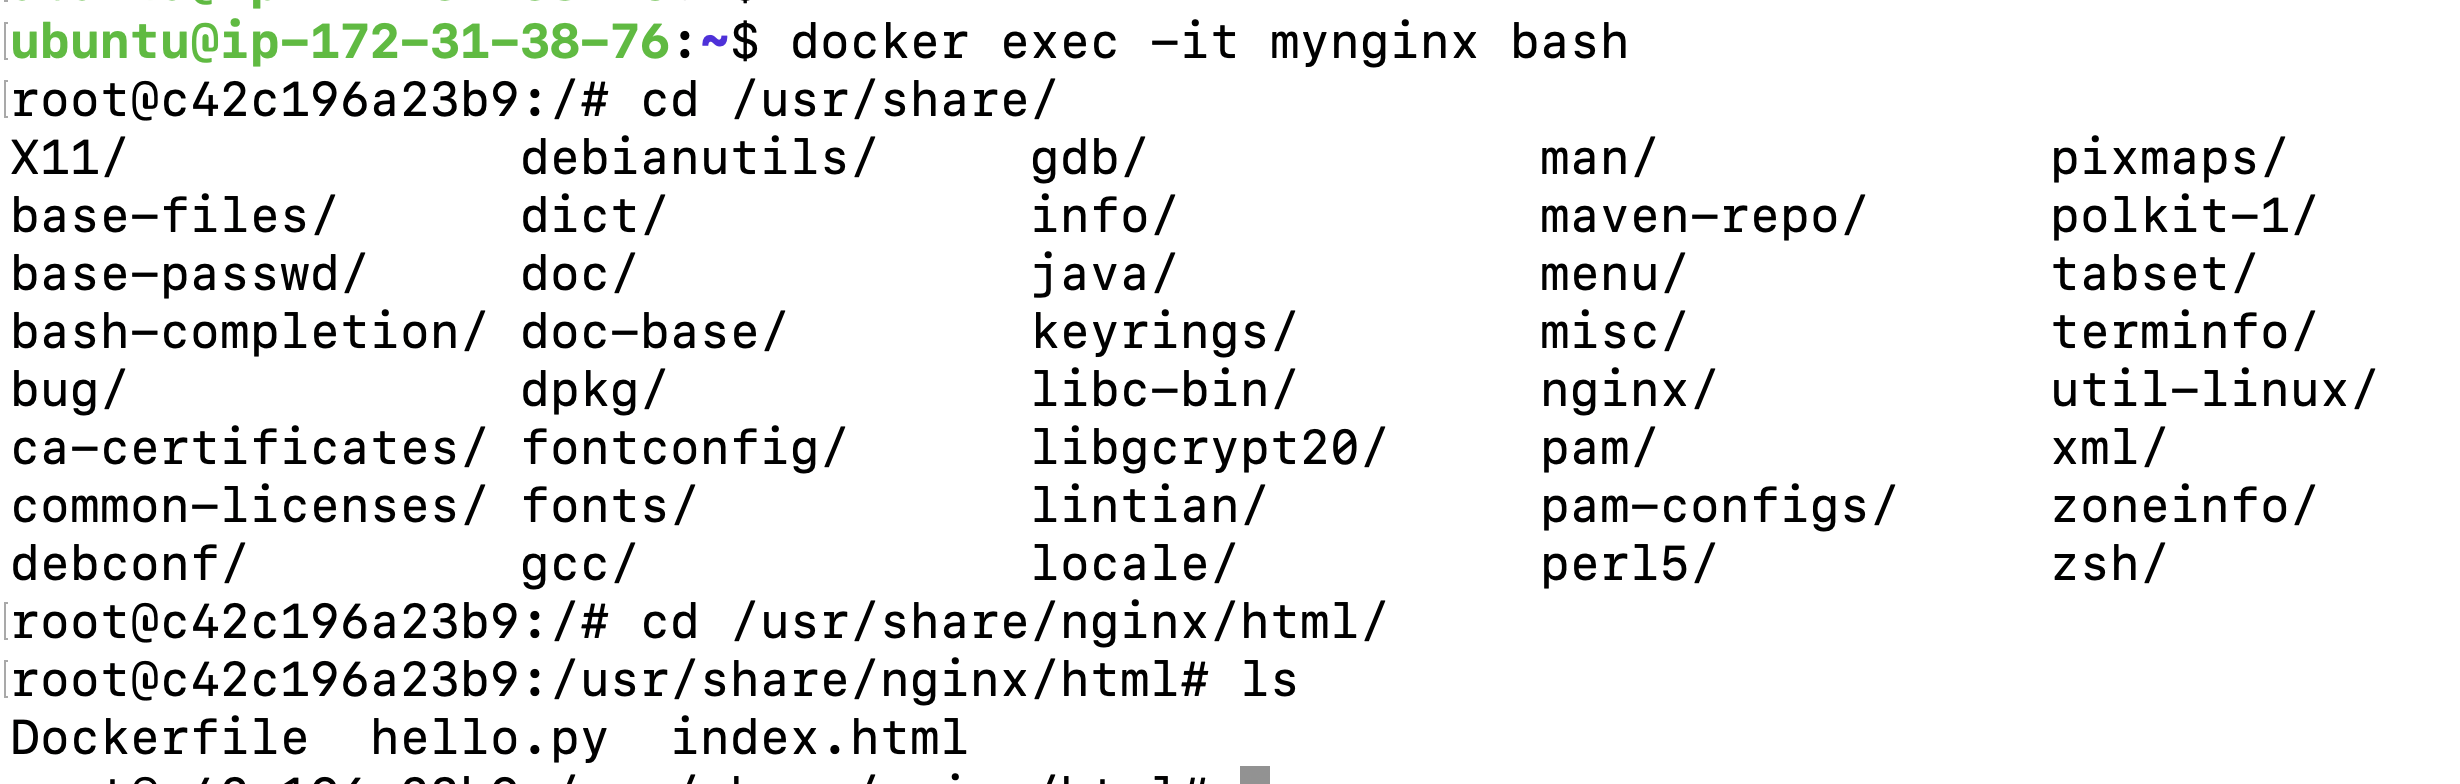 ubuntu@ip-172-31-38-76:~$ docker exec -it mynginx bash
root@c42c196a23b9:/# cd /usr/share/
X11/ debianutils/ gdb/ man/ pixmaps/
base-files/ dict/ info/ maven-repo/ polkit-1/
base-passwd/ doc/ java/ menu/ tabset/
bash-completion/ doc-base/ keyrings/ misc/ terminfo/
bug/ dpkg/ libc-bin/ nginx/ util-linux/
ca-certificates/ fontconfig/ libgcrypt20/ pam/ xml/
common-licenses/ fonts/ lintian/ pam-configs/ zoneinfo/
debconf/ gcc/ locale/ perl5/ zsh/
root@c42c196a23b9:/# cd /usr/share/nginx/html/
root@c42c196a23b9:/usr/share/nginx/html# ls
Dockerfile hello.py index.html